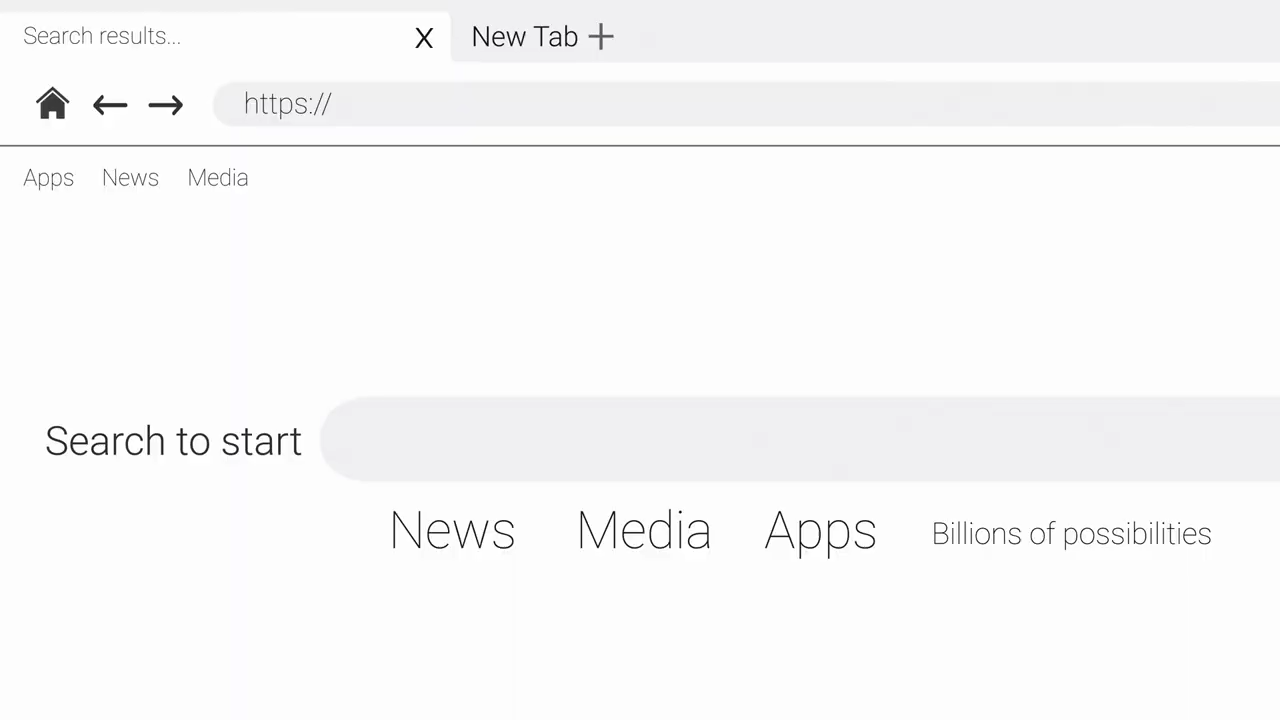 Search results... X New Tab +
https://
Apps News Media
Search to start
News Media Apps Billions of possibilities